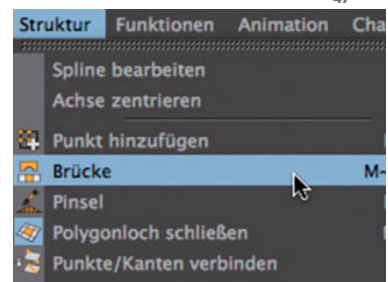 Struktur Funktionen Animation Cha
Spline bearbeiten
Achse zentrieren
Punkt hinzufügen
Brücke M~
Pinsel
Polygonloch schließen
Punkte/Kanten verbinden